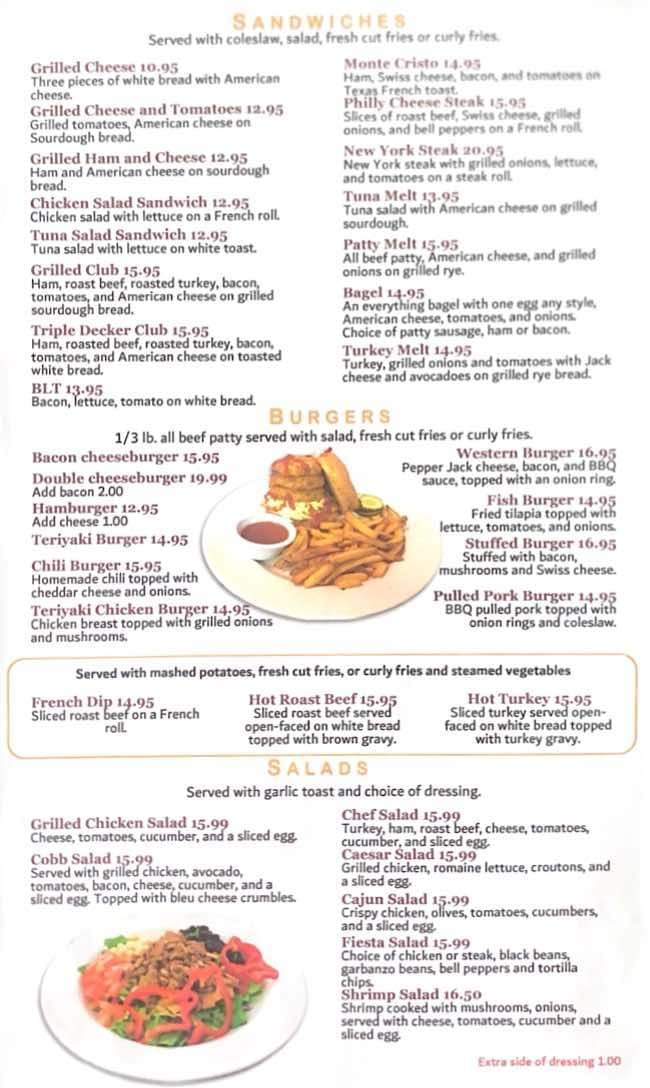 SANDWICHES
Served with coleslaw, salad, fresh cut fries or curly fries.
Grilled Cheese 10.95
Three pieces of white bread with American
cheese.
Grilled Cheese and Tomatoes 12.95
Grilled tomatoes, American cheese on
Sourdough bread.
Grilled Ham and Cheese 12.95
Ham and American cheese on sourdough
bread.
Chicken Salad Sandwich 12.95
Chicken salad with lettuce on a French roll.
Tuna Salad Sandwich 12.95
Tuna salad with lettuce on white toast.
Grilled Club 15.95
Ham, roast beef, roasted turkey, bacon,
tomatoes, and American cheese on grilled
sourdough bread.
Triple Decker Club 15.95
Ham, roasted beef, roasted turkey, bacon,
tomatoes, and American cheese on toasted
white bread.
BLT 13.95
Bacon, lettuce, tomato on white bread.
Monte Cristo 14.95
Ham, Swiss cheese, bacon, and tomatoes on
Texas French toast.
Philly Cheese Steak 15.95
Slices of roast beef, Swiss cheese, grilled
onions, and bell peppers on a French roll.
New York Steak 20.95
New York steak with grilled onions, lettuce,
and tomatoes on a steak roll.
Tuna Melt 13.95
Tuna salad with American cheese on grilled
sourdough.
Patty Melt 15.95
All beef patty, American cheese, and grilled
onions on grilled rye.
Bagel 14.95
An everything bagel with one egg any style,
American cheese, tomatoes, and onions.
Choice of patty sausage, ham or bacon.
Turkey Melt 14.95
Turkey, grilled onions and tomatoes with Jack
cheese and avocadoes on grilled rye bread.
BURGERS
1/3 lb. all beef patty served with salad, fresh cut fries or curly fries.
Bacon cheeseburger 15.95
Double cheeseburger 19.99
Add bacon 2.00
Hamburger 12.95
Add cheese 1.00
Teriyaki Burger 14.95
Chili Burger 15.95
Homemade chili topped with
cheddar cheese and onions.
Teriyaki Chicken Burger 14.95
Chicken breast topped with grilled onions
and mushrooms.
Western Burger 16.95
Pepper Jack cheese, bacon, and BBQ
sauce, topped with an onion ring.
Fish Burger 14.95
Fried tilapia topped with
lettuce, tomatoes, and onions.
Stuffed Burger 16.95
Stuffed with bacon,
mushrooms and Swiss cheese.
Pulled Pork Burger 14.95
BBQ pulled pork topped with
onion rings and coleslaw.
Served with mashed potatoes, fresh cut fries, or curly fries and steamed vegetables
French Dip 14.95
Sliced roast beef on a French
roll.
Hot Roast Beef 15.95
Sliced roast beef served
open-faced on white bread
topped with brown gravy.
Hot Turkey 15.95
Sliced turkey served open-
faced on white bread topped
with turkey gravy.
SALADS
Served with garlic toast and choice of dressing.
Grilled Chicken Salad 15.99
Cheese, tomatoes, cucumber, and a sliced egg.
Cobb Salad 15.99
Served with grilled chicken, avocado,
tomatoes, bacon, cheese, cucumber, and a
sliced egg. Topped with bleu cheese crumbles.
Chef Salad 15.99
Turkey, ham, roast beef, cheese, tomatoes,
cucumber, and sliced egg.
Caesar Salad 15.99
Grilled chicken, romaine lettuce, croutons, and
a sliced egg.
Cajun Salad 15.99
Crispy chicken, olives, tomatoes, cucumbers,
and a sliced egg.
Fiesta Salad 15.99
Choice of chicken or steak, black beans,
garbanzo beans, bell peppers and tortilla
chips.
Shrimp Salad 16.50
Shrimp cooked with mushrooms, onions,
served with cheese, tomatoes, cucumber and a
sliced egg.
Extra side of dressing 1.00